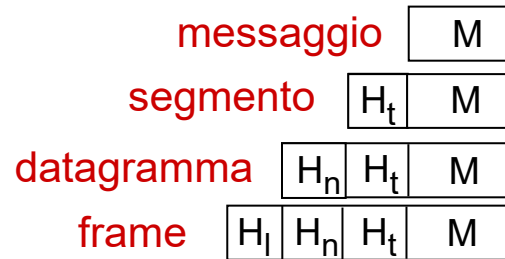 messaggio M
segmento Ht M
datagramma Hn Ht M
frame Hl Hn Ht M